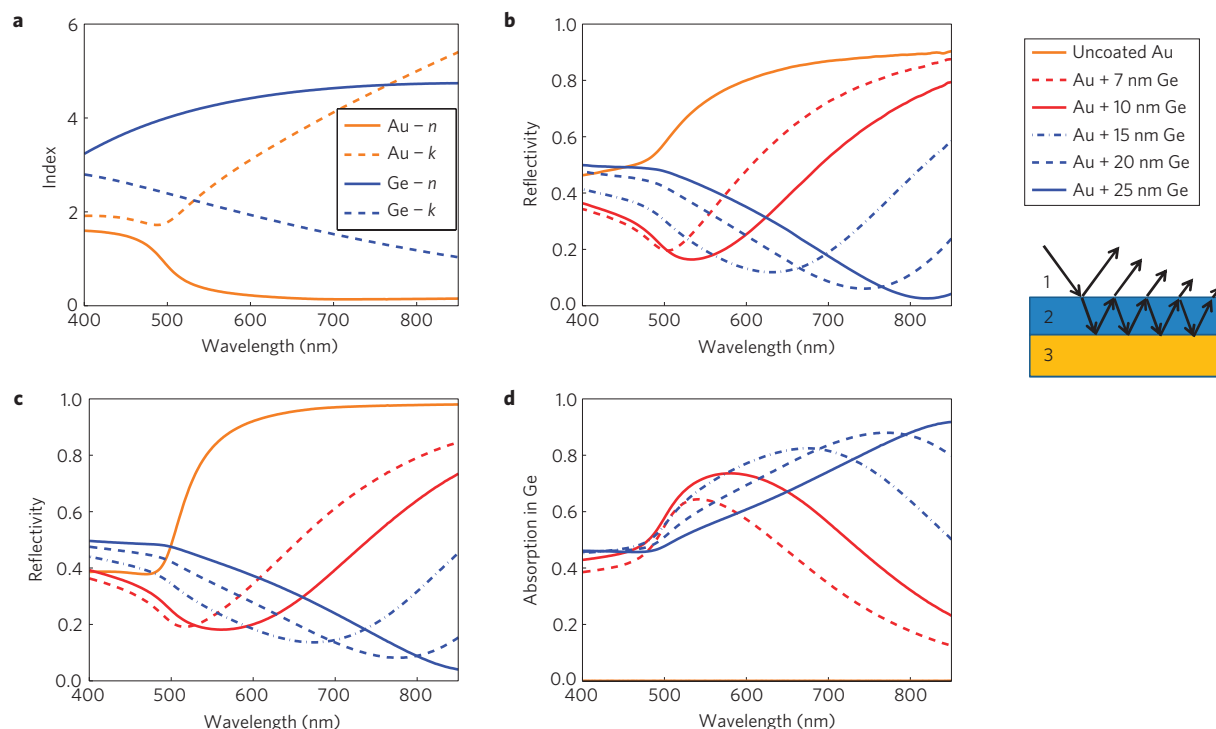 a
6
4
2
0
Index
400 500 600 700 800
Wavelength (nm)
Au – n
Au – k
Ge – n
Ge – k
b
1.0
0.8
0.6
0.4
0.2
0.0
Reflectivity
400 500 600 700 800
Wavelength (nm)
Uncoated Au
Au + 7 nm Ge
Au + 10 nm Ge
Au + 15 nm Ge
Au + 20 nm Ge
Au + 25 nm Ge
1
2
3
c
1.0
0.8
0.6
0.4
0.2
0.0
Reflectivity
400 500 600 700 800
Wavelength (nm)
d
1.0
0.8
0.6
0.4
0.2
0.0
Absorption in Ge
400 500 600 700 800
Wavelength (nm)